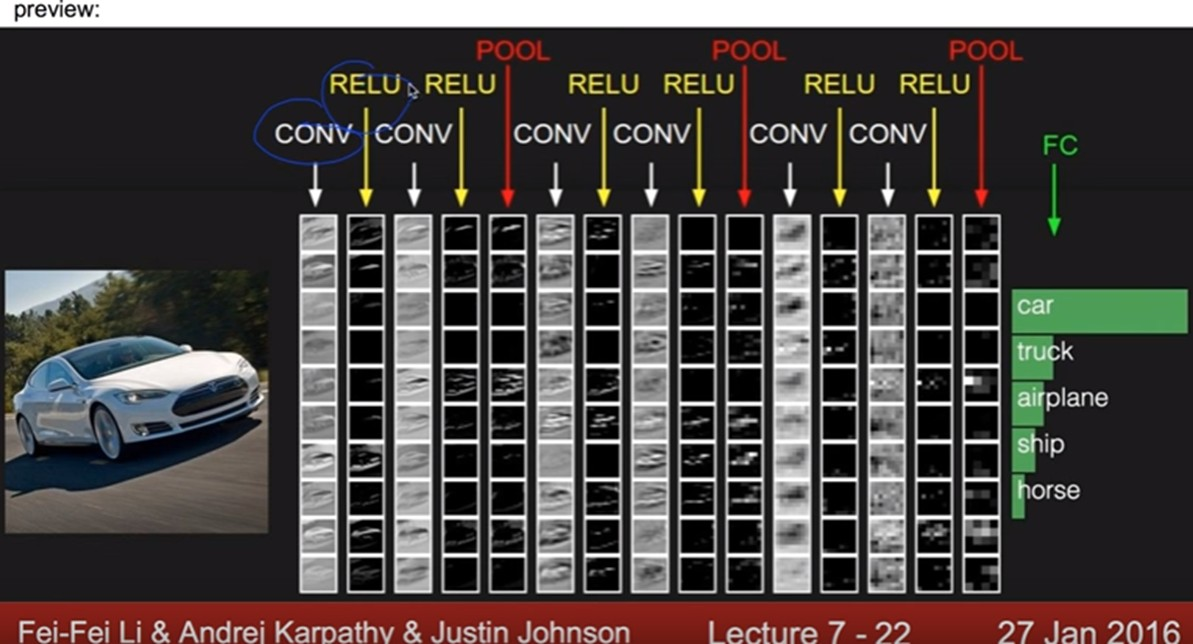 preview:
POOL POOL POOL
RELU RELU RELU RELU RELU RELU
CONV CONV CONV CONV CONV CONV
FC
car
truck
airplane
ship
horse
Fei-Fei Li & Andrej Karpathy & Justin Johnson Lecture 7 - 22 27 Jan 2016